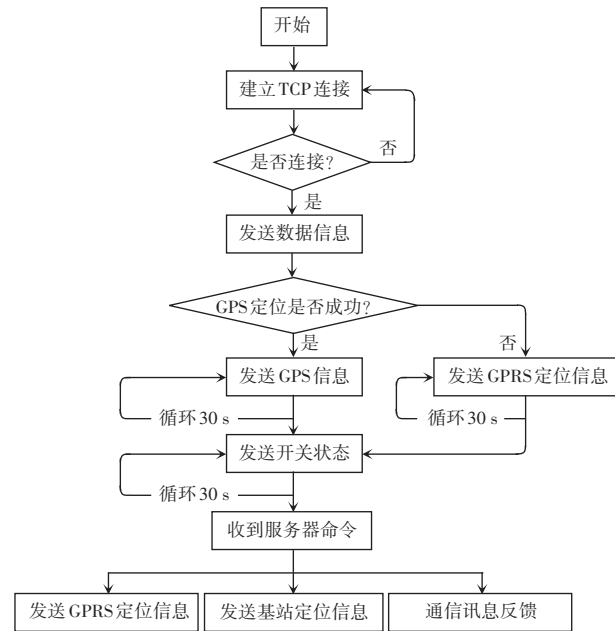 开始
建立TCP连接
是否连接?
否
是
发送数据信息
GPS定位是否成功?
是
否
发送GPS信息
发送GPRS定位信息
循环30 s
循环30 s
发送开关状态
循环30 s
收到服务器命令
发送GPRS定位信息
发送基站定位信息
通信讯息反馈